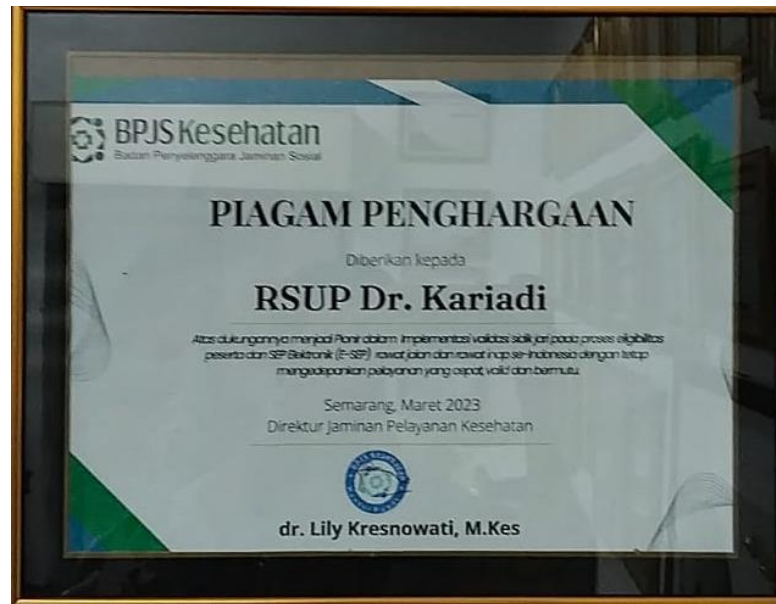 BPJS Kesehatan
Badan Penyelenggara Jaminan Sosial
PIAGAM PENGHARGAAN
Diberikan kepada
RSUP Dr. Kariadi
Atas dukungannya menjadi Pionir dalam implementasi validasi sidik jari pada proses eligibilitas
peserta dan SEP Elektronik (E-SEP) rawat jalan dan rawat inap se-Indonesia dengan tetap
mengedepankan pelayanan yang cepat, valid dan bermutu.
Semarang, Maret 2023
Direktur Jaminan Pelayanan Kesehatan
dr. Lily Kresnowati, M.Kes